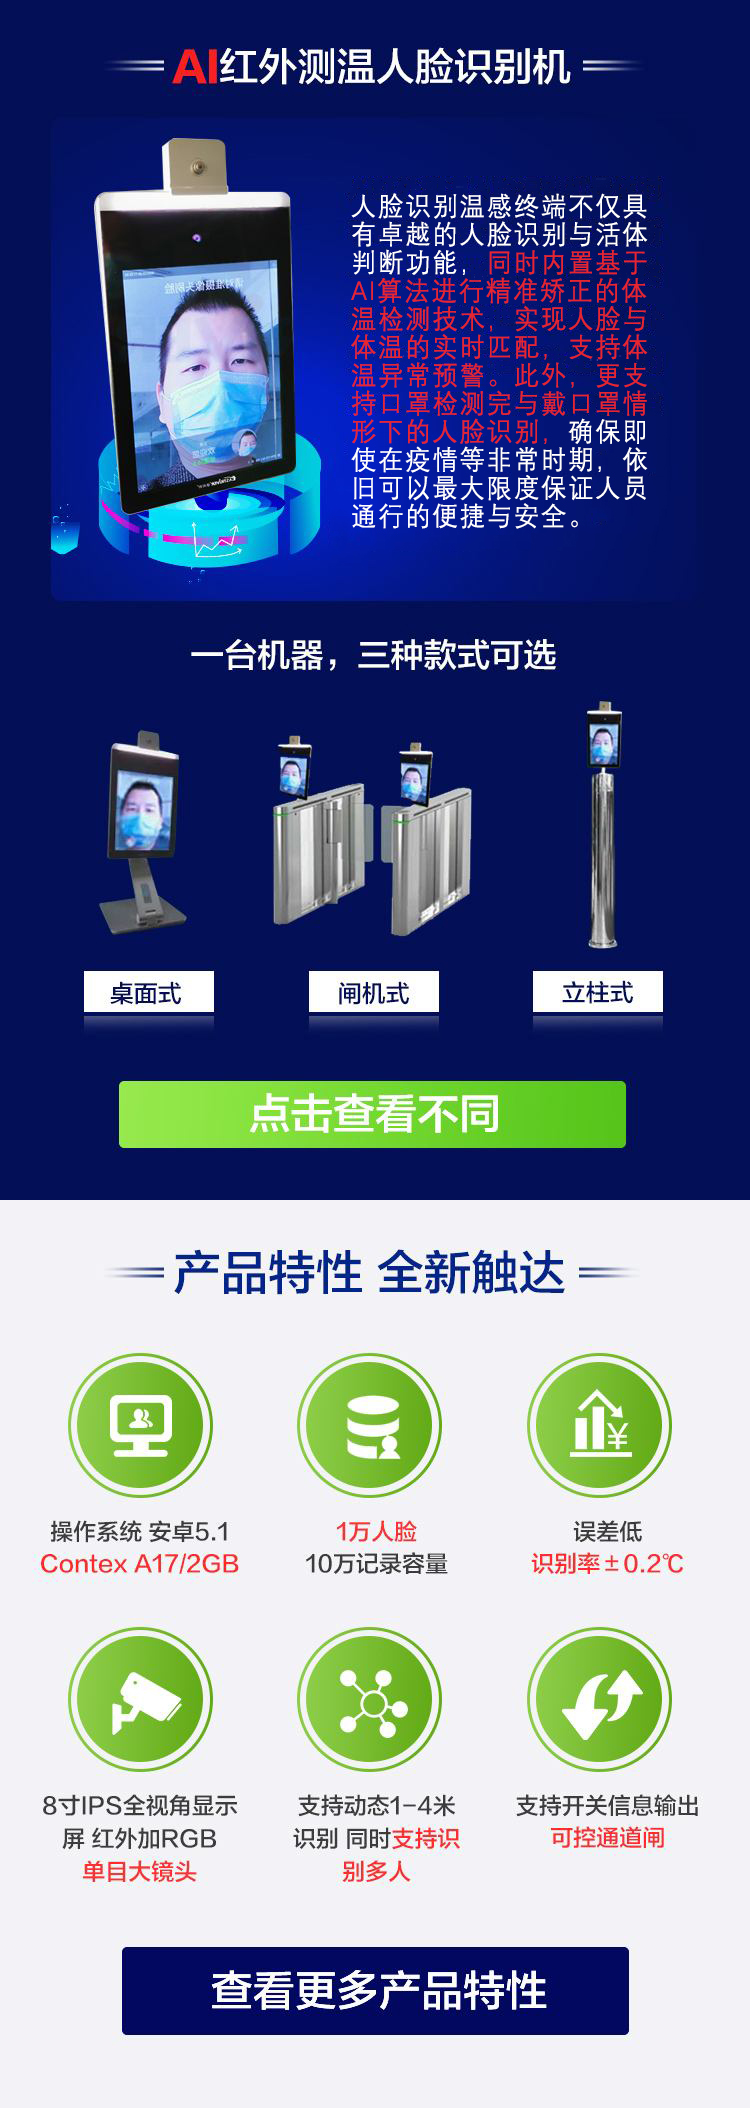 AI红外测温人脸识别机
人脸识别温感终端不仅具
有卓越的人脸识别与活体
判断功能，同时内置基于
AI算法进行精准矫正的体
温检测技术，实现人脸与
体温的实时匹配，支持体
温异常预警。此外，更支
持口罩检测完与戴口罩情
形下的人脸识别，确保即
使在疫情等非常时期，依
旧可以最大限度保证人员
通行的便捷与安全。
请对准摄像头刷脸
一台机器，三种款式可选
桌面式
闸机式
立柱式
点击查看不同
产品特性 全新触达
操作系统 安卓5.1
Contex A17/2GB
1万人脸
10万记录容量
误差低
识别率±0.2℃
8寸IPS全视角显示
屏 红外加RGB
单目大镜头
支持动态1-4米
识别 同时支持识
别多人
支持开关信息输出
可控通道闸
查看更多产品特性